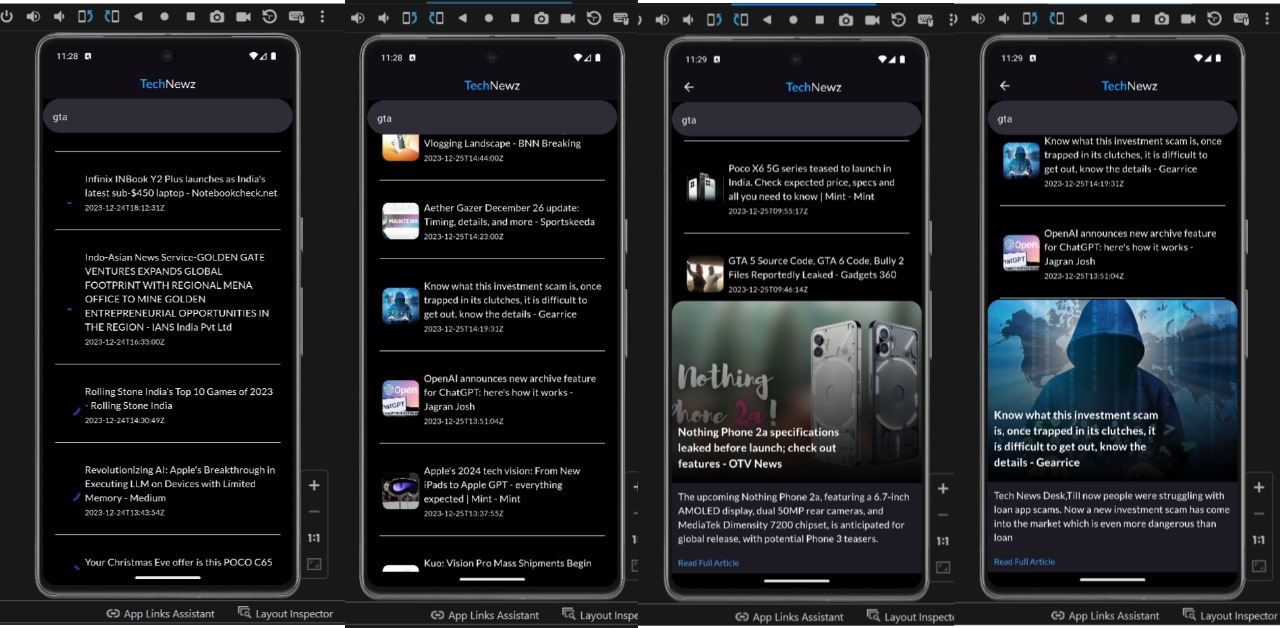 11:28
TechNewz
gta
Infinix INBook Y2 Plus launches as India's
latest sub-$450 laptop - Notebookcheck.net
2023-12-24T18:12:31Z
Indo-Asian News Service-GOLDEN GATE
VENTURES EXPANDS GLOBAL
FOOTPRINT WITH REGIONAL MENA
OFFICE TO MINE GOLDEN
ENTREPRENEURIAL OPPORTUNITIES IN
THE REGION - IANS India Pvt Ltd
2023-12-24T16:33:00Z
Rolling Stone India's Top 10 Games of 2023
- Rolling Stone India
2023-12-24T14:30:49Z
Revolutionizing AI: Apple's Breakthrough in
Executing LLM on Devices with Limited
Memory - Medium
2023-12-24T13:43:54Z
Your Christmas Eve offer is this POCO C65
1:1
App Links Assistant
Layout Inspector
11:28
TechNewz
gta
Vlogging Landscape - BNN Breaking
2023-12-25T14:44:00Z
MAINTENA
Aether Gazer December 26 update:
Timing, details, and more - Sportskeeda
2023-12-25T14:23:00Z
Know what this investment scam is, once
trapped in its clutches, it is difficult to
get out, know the details - Gearrice
2023-12-25T14:19:31Z
Open
hatGPT
OpenAI announces new archive feature
for ChatGPT: here's how it works -
Jagran Josh
2023-12-25T13:51:04Z
Apple's 2024 tech vision: From New
iPads to Apple GPT - everything
expected | Mint - Mint
2023-12-25T13:37:55Z
Kuo: Vision Pro Mass Shipments Begin
App Links Assistant
Layout Inspe
11:29
TechNewz
gta
Poco X6 5G series teased to launch in
India. Check expected price, specs and
all you need to know | Mint - Mint
2023-12-25T09:55:17Z
GTA 5 Source Code, GTA 6 Code, Bully 2
Files Reportedly Leaked - Gadgets 360
2023-12-25T09:46:14Z
Nothing
hone 2a!
Nothing Phone 2a specifications
leaked before launch; check out
features - OTV News
The upcoming Nothing Phone 2a, featuring a 6.7-inch
AMOLED display, dual 50MP rear cameras, and
MediaTek Dimensity 7200 chipset, is anticipated for
global release, with potential Phone 3 teasers.
Read Full Article
1:1
App Links Assistant
Layout Inspector
11:29
TechNewz
gta
Know what this investment scam is, once
trapped in its clutches, it is difficult to
get out, know the details - Gearrice
2023-12-25T14:19:31Z
Open
hatGPT
OpenAI announces new archive feature
for ChatGPT: here's how it works -
Jagran Josh
2023-12-25T13:51:04Z
Know what this investment scam
is, once trapped in its clutches, it
is difficult to get out, know the
details - Gearrice
Tech News Desk,Till now people were struggling with
loan app scams. Now a new investment scam has come
into the market which is even more dangerous than
loan
Read Full Article
1:1
App Links Assistant
Layout Inspector